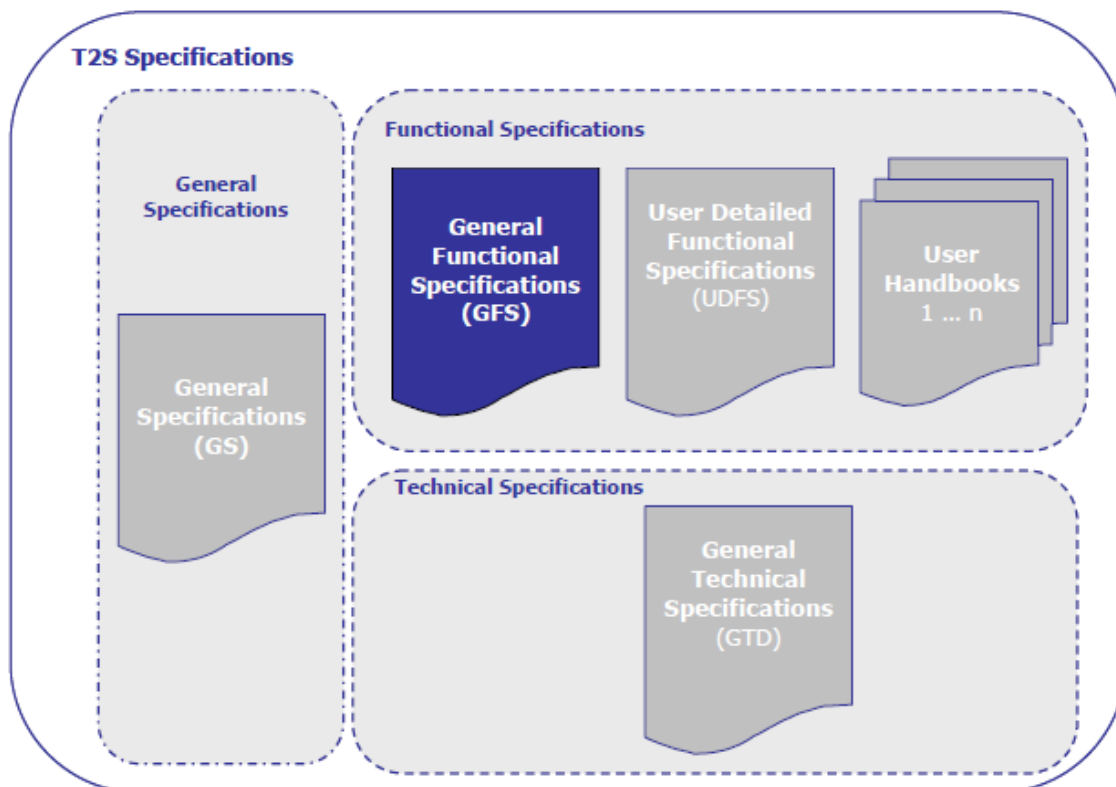 T2S Specifications
General
Specifications
General
Specifications
(GS)
Functional Specifications
General
Functional
Specifications
(GFS)
User Detailed
Functional
Specifications
(UDFS)
User
Handbooks
1 ... n
Technical Specifications
General
Technical
Specifications
(GTD)